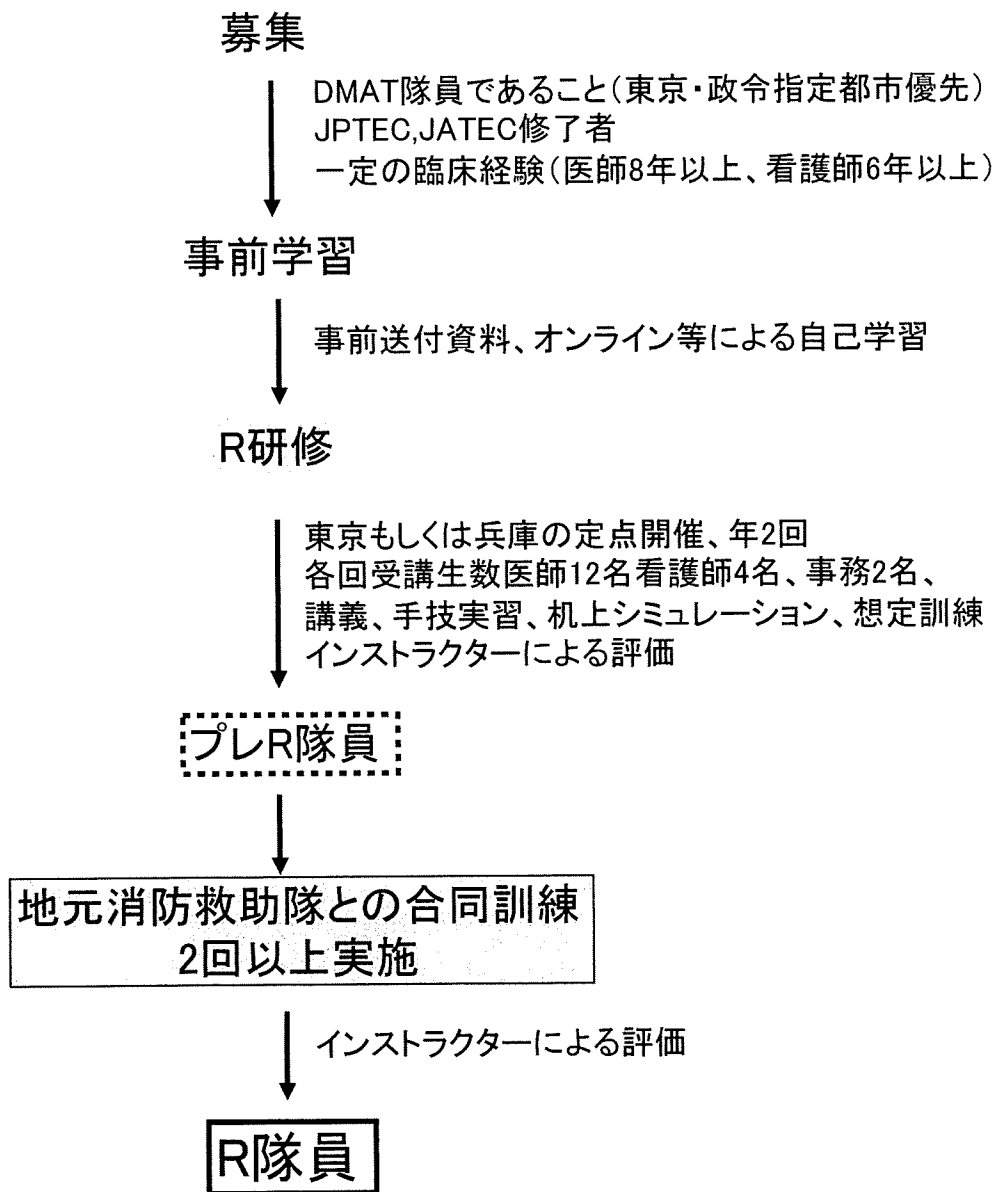 募集
DMAT隊員であること(東京・政令指定都市優先)
JPTEC,JATEC修了者
一定の臨床経験(医師8年以上、看護師6年以上)
事前学習
事前送付資料、オンライン等による自己学習
R研修
東京もしくは兵庫の定点開催、年2回
各回受講生数医師12名看護師4名、事務2名、
講義、手技実習、机上シミュレーション、想定訓練
インストラクターによる評価
プレR隊員
地元消防救助隊との合同訓練
2回以上実施
インストラクターによる評価
R隊員